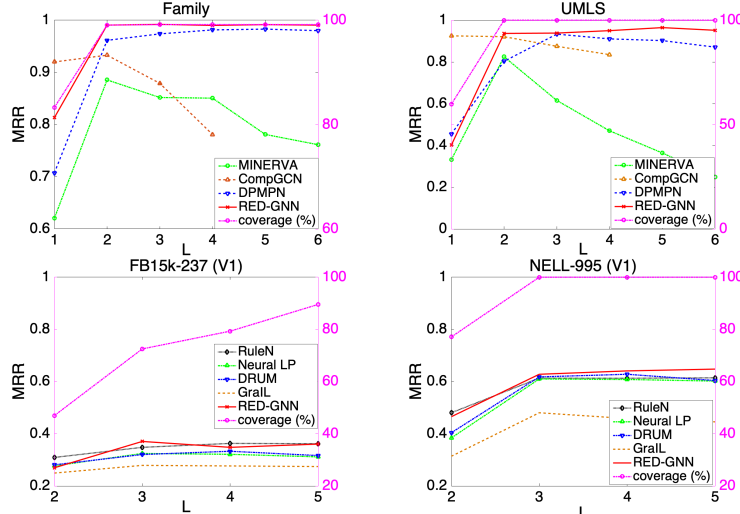 Family
1
0.9
0.8
0.7
0.6
MRR
100
80
60
1 2 3 4 5 6
L
MINERVA
CompGCN
DPMPN
RED-GNN
coverage (%)
UMLS
1
0.8
0.6
0.4
0.2
0
MRR
100
50
0
1 2 3 4 5 6
L
MINERVA
CompGCN
DPMPN
RED-GNN
coverage (%)
FB15k-237 (V1)
1
0.8
0.6
0.4
0.2
MRR
100
80
60
40
20
2 3 4 5
L
RuleN
Neural LP
DRUM
GraIL
RED-GNN
coverage (%)
NELL-995 (V1)
1
0.8
0.6
0.4
0.2
MRR
100
80
60
40
20
2 3 4 5
L
RuleN
Neural LP
DRUM
GraIL
RED-GNN
coverage (%)